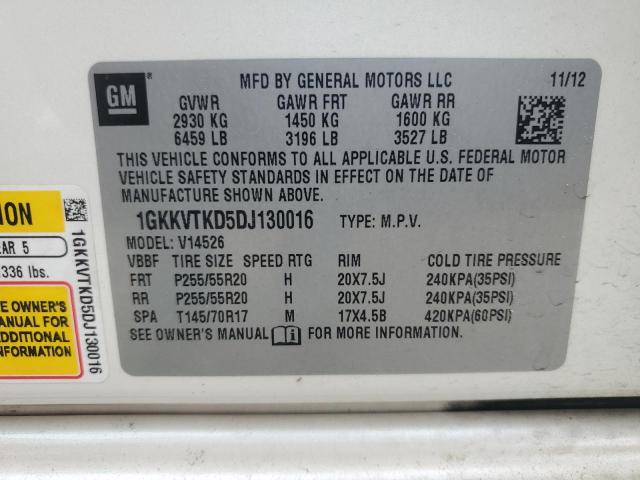 GM
®
MFD BY GENERAL MOTORS LLC 11/12
GVWR GAWR FRT GAWR RR
2930 KG 1450 KG 1600 KG
6459 LB 3196 LB 3527 LB
THIS VEHICLE CONFORMS TO ALL APPLICABLE U.S. FEDERAL MOTOR
VEHICLE SAFETY STANDARDS IN EFFECT ON THE DATE OF
MANUFACTURE SHOWN ABOVE.
1GKKVTKD5DJ130016 TYPE: M.P.V.
MODEL: V14526
VBBF TIRE SIZE SPEED RTG RIM COLD TIRE PRESSURE
FRT P255/55R20 H 20X7.5J 240KPA(35PSI)
RR P255/55R20 H 20X7.5J 240KPA(35PSI)
SPA T145/70R17 M 17X4.5B 420KPA(60PSI)
SEE OWNER'S MANUAL i FOR MORE INFORMATION.
ION
AR 5
336 lbs.
E OWNER'S
ANUAL FOR
ADDITIONAL
INFORMATION
1GKKVTKD5DJ130016